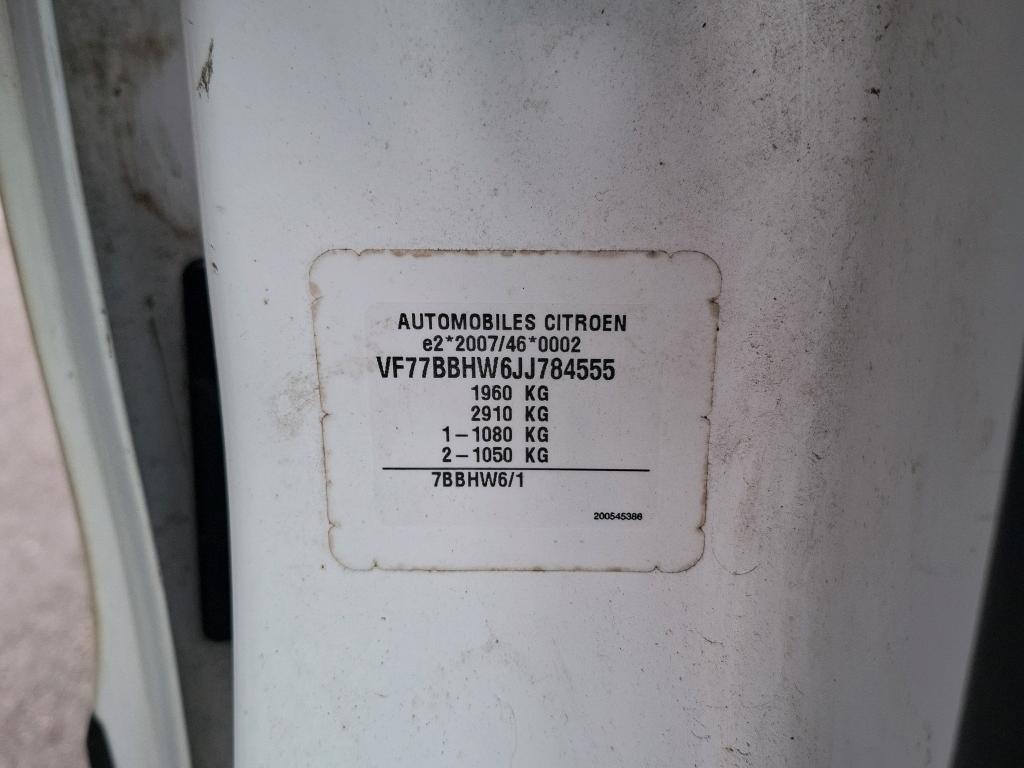 AUTOMOBILES CITROEN
e2*2007/46*0002
VF77BBHW6JJ784555
1960 KG
2910 KG
1-1080 KG
2-1050 KG
7BBHW6/1
200545386